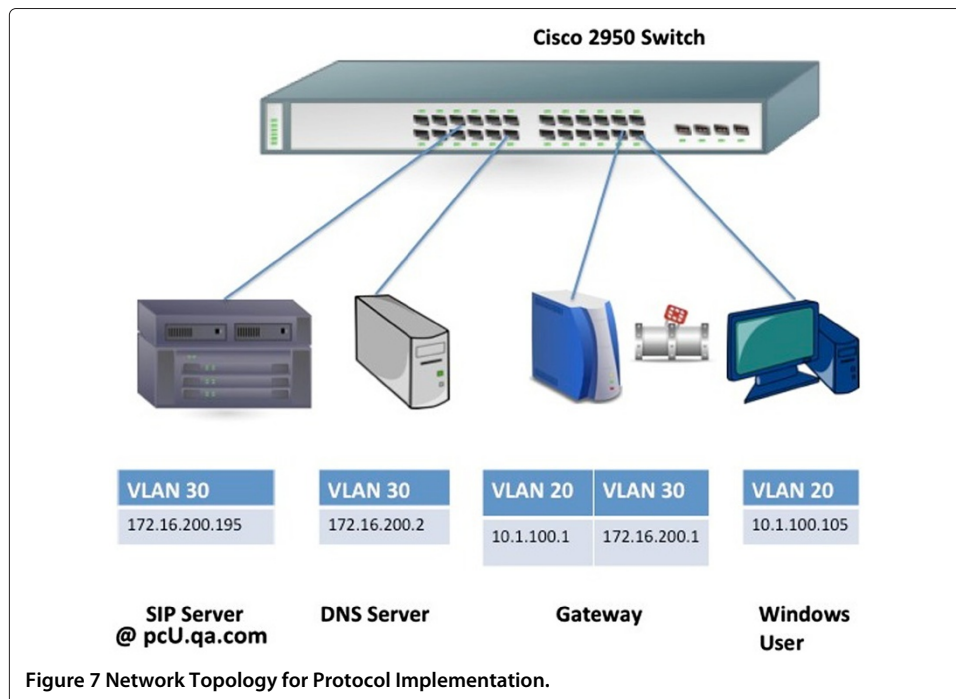 Cisco 2950 Switch
VLAN 30
172.16.200.195
VLAN 30
172.16.200.2
VLAN 20 VLAN 30
10.1.100.1 172.16.200.1
VLAN 20
10.1.100.105
SIP Server
@ pcU.qa.com
DNS Server
Gateway
Windows
User
Figure 7 Network Topology for Protocol Implementation.